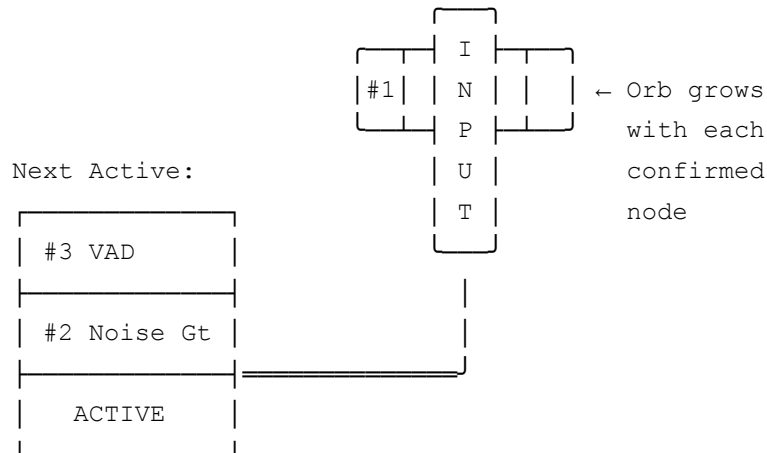 I
#1 N ← Orb grows
P with each
Next Active: U confirmed
T node
#3 VAD
#2 Noise Gt
ACTIVE